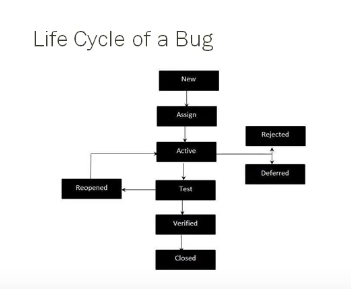 Life Cycle of a Bug
New
Assign
Active
Rejected
Deferred
Reopened
Test
Verified
Closed